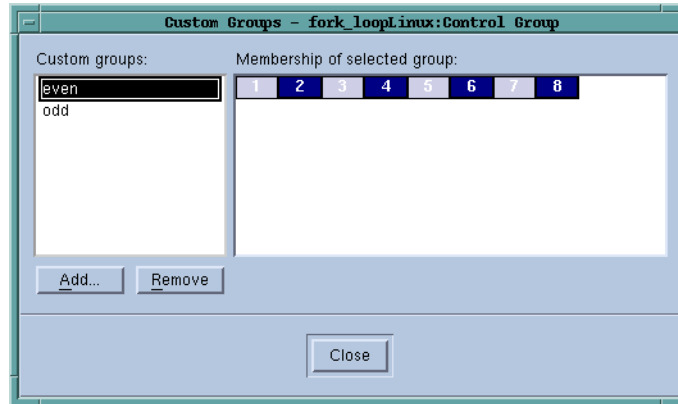 Custom Groups - fork_loopLinux:Control Group
Custom groups: Membership of selected group:
even 1 2 3 4 5 6 7 8
odd
Add... Remove
Close